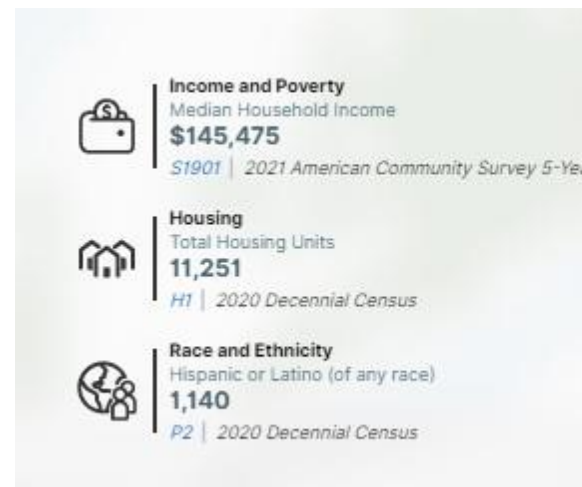 Income and Poverty
Median Household Income
$145,475
S1901 | 2021 American Community Survey 5-Yea
Housing
Total Housing Units
11,251
H1 | 2020 Decennial Census
Race and Ethnicity
Hispanic or Latino (of any race)
1,140
P2 | 2020 Decennial Census